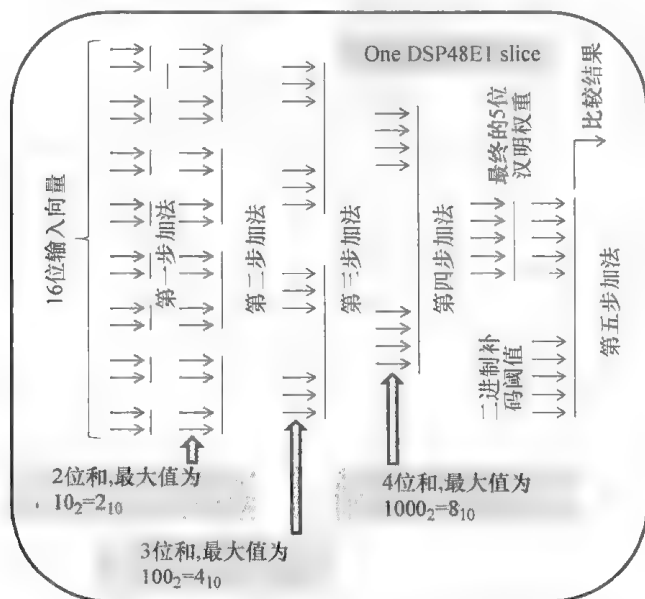 One DSP48E1 slice
16位输入向量
第一步加法
第二步加法
第三步加法
第四步加法
最终的5位
汉明权重
比较结果
二进制补
码阈值
第五步加法
2位和,最大值为
10₂=2₁₀
3位和,最大值为
100₂=4₁₀
4位和,最大值为
1000₂=8₁₀